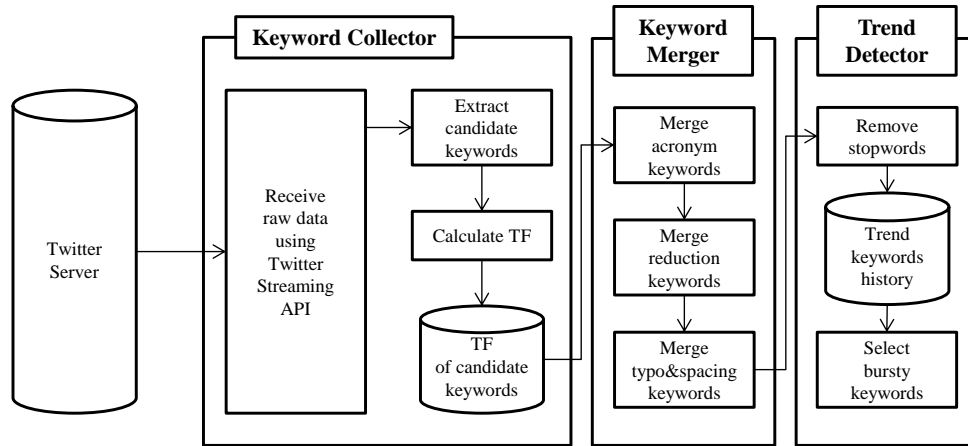 Keyword Collector
Keyword
Merger
Trend
Detector
Twitter
Server
Receive
raw data
using
Twitter
Streaming
API
Extract
candidate
keywords
Calculate TF
TF
of candidate
keywords
Merge
acronym
keywords
Merge
reduction
keywords
Merge
typo&spacing
keywords
Remove
stopwords
Trend
keywords
history
Select
bursty
keywords